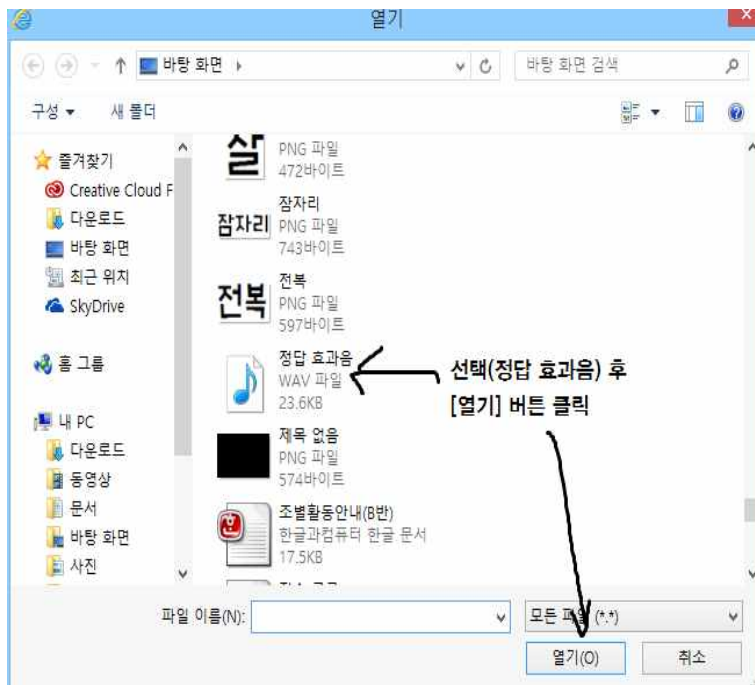 열기
바탕 화면
바탕 화면 검색
구성
새 폴더
즐겨찾기
Creative Cloud F
다운로드
바탕 화면
최근 위치
SkyDrive
홈 그룹
내 PC
다운로드
동영상
문서
바탕 화면
사진
살
PNG 파일
472바이트
잠자리
잠자리
PNG 파일
743바이트
전복
전복
PNG 파일
597바이트
정답 효과음
WAV 파일
23.6KB
제목 없음
PNG 파일
574바이트
조별활동안내(B반)
한글과컴퓨터 한글 문서
17.5KB
선택(정답 효과음) 후
[열기] 버튼 클릭
파일 이름(N):
모든 파일 (*.*)
열기(O)
취소